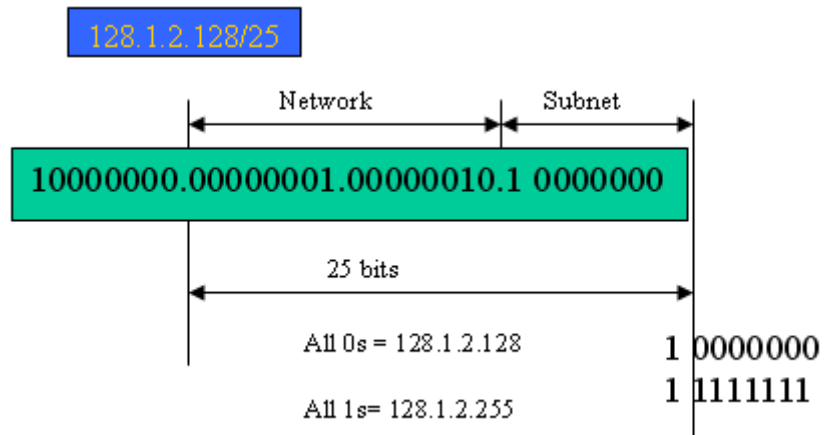 128.1.2.128/25
Network Subnet
10000000.00000001.00000010.1 0000000
25 bits
All 0s = 128.1.2.128 1 0000000
All 1s= 128.1.2.255 1 1111111